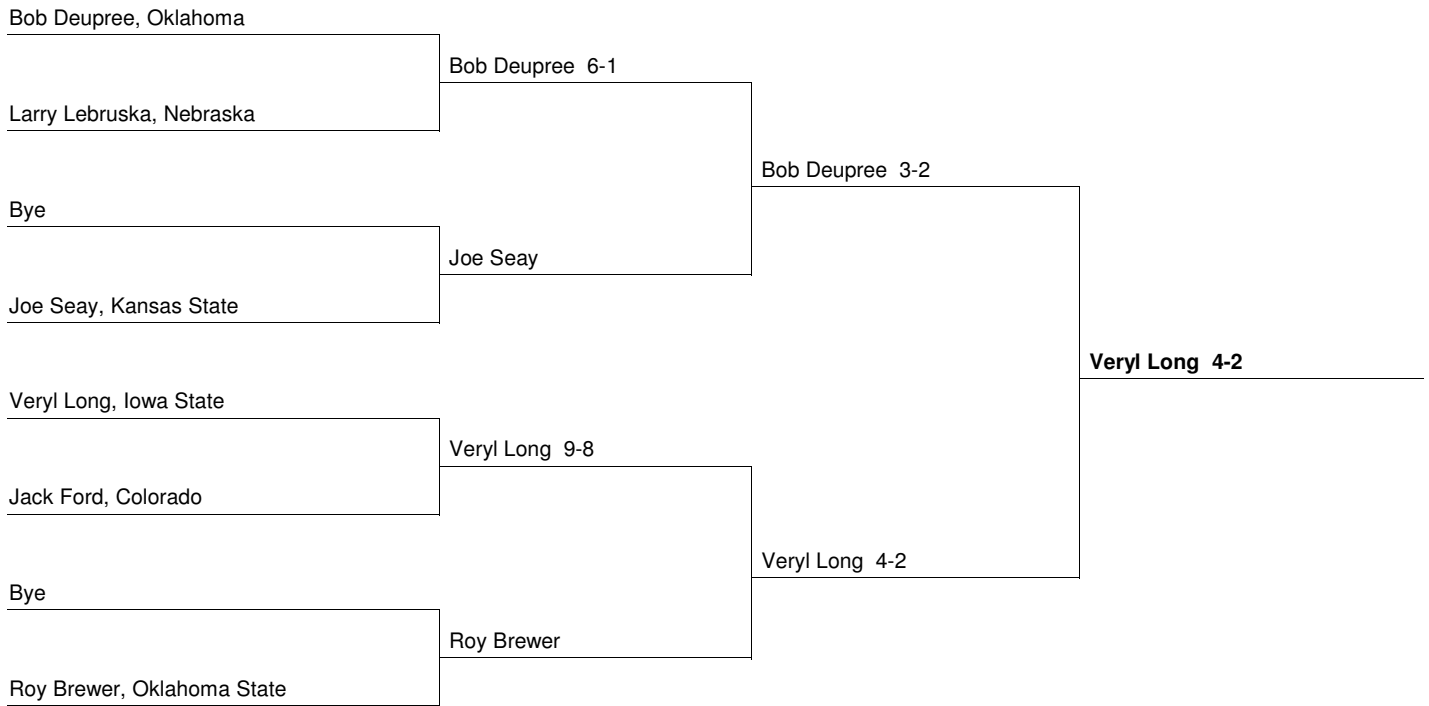 Bob Deupree, Oklahoma
Bob Deupree 6-1
Larry Lebruska, Nebraska
Bob Deupree 3-2
Bye
Joe Seay
Joe Seay, Kansas State
Veryl Long 4-2
Veryl Long, Iowa State
Veryl Long 9-8
Jack Ford, Colorado
Veryl Long 4-2
Bye
Roy Brewer
Roy Brewer, Oklahoma State